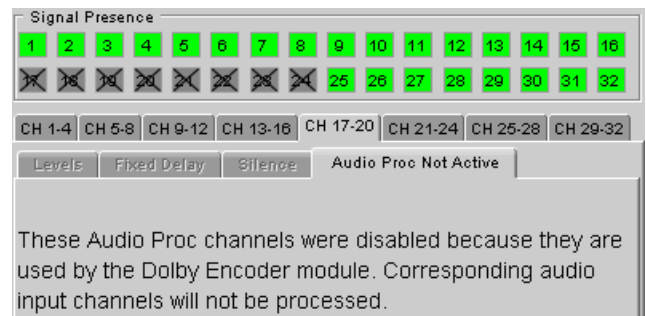 Signal Presence
1 2 3 4 5 6 7 8 9 10 11 12 13 14 15 16
17 18 19 20 21 22 23 24 25 26 27 28 29 30 31 32
CH 1-4 CH 5-8 CH 9-12 CH 13-16 CH 17-20 CH 21-24 CH 25-28 CH 29-32
Levels Fixed Delay Silence Audio Proc Not Active
These Audio Proc channels were disabled because they are
used by the Dolby Encoder module. Corresponding audio
input channels will not be processed.